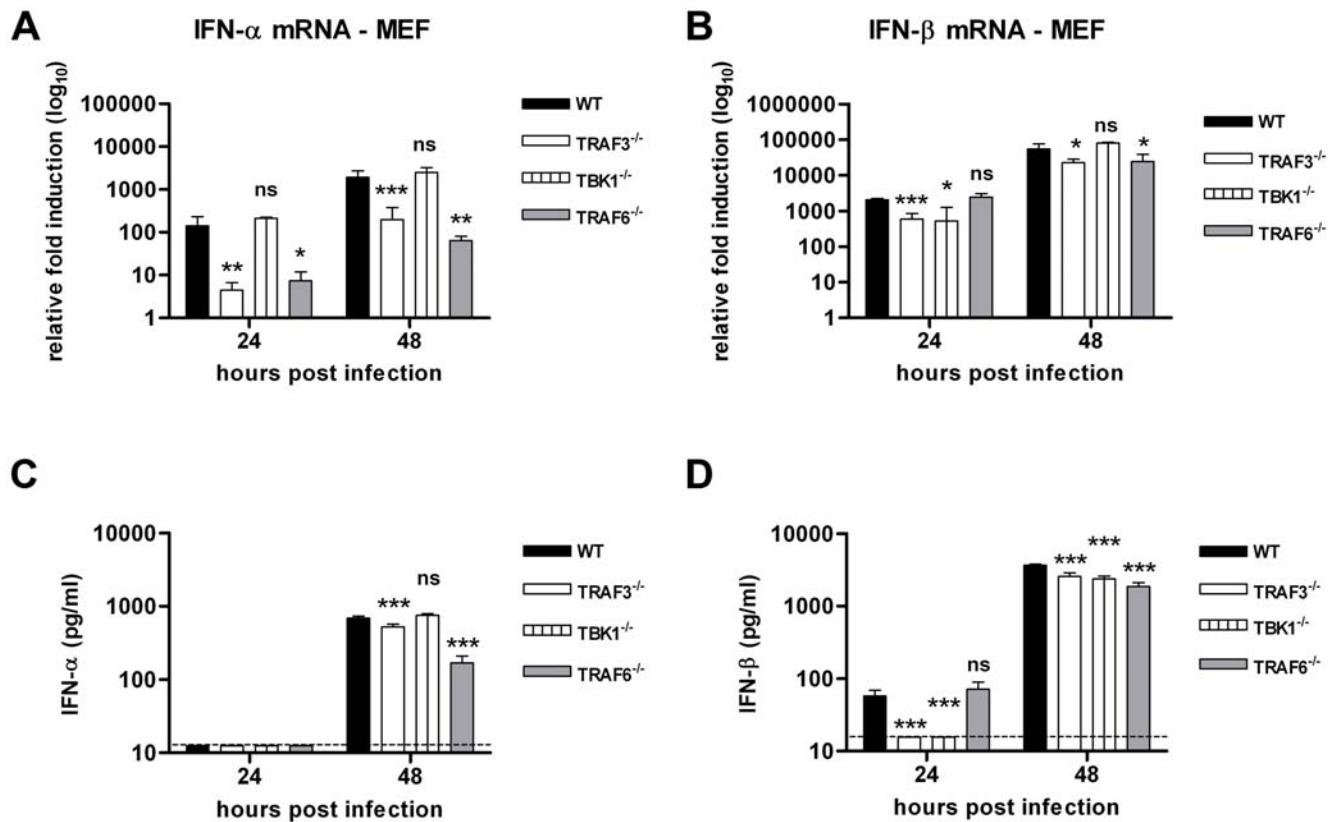 A
IFN-α mRNA - MEF
relative fold induction (log₁₀)
100000
10000
1000
100
10
1
**
ns
*
***
ns
**
24
48
hours post infection
WT
TRAF3⁻/⁻
TBK1⁻/⁻
TRAF6⁻/⁻
B
IFN-β mRNA - MEF
relative fold induction (log₁₀)
1000000
100000
10000
1000
100
10
1
***
*
ns
*
ns
*
24
48
hours post infection
WT
TRAF3⁻/⁻
TBK1⁻/⁻
TRAF6⁻/⁻
C
IFN-α (pg/ml)
10000
1000
100
10
***
ns
***
24
48
hours post infection
WT
TRAF3⁻/⁻
TBK1⁻/⁻
TRAF6⁻/⁻
D
IFN-β (pg/ml)
10000
1000
100
10
***
***
ns
***
***
***
24
48
hours post infection
WT
TRAF3⁻/⁻
TBK1⁻/⁻
TRAF6⁻/⁻